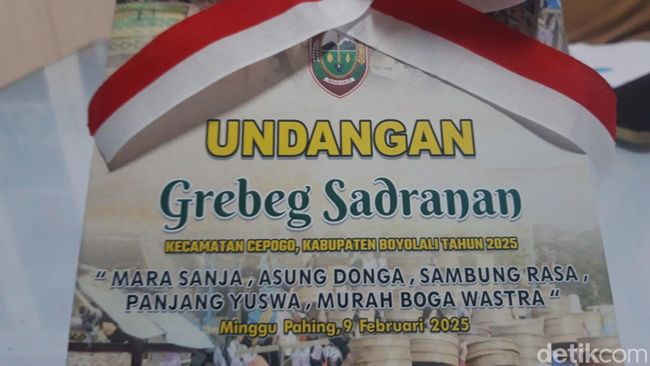 UNDANGAN
Grebeg Sadranan
KECAMATAN CEPOGO, KABUPATEN BOYOLALI TAHUN 2025
“ MARA SANJA , ASUNG DONGA , SAMBUNG RASA ,
PANJANG YUSWA , MURAH BOGA WASTRA “
Minggu Pahing, 9 Februari 2025
detikcom